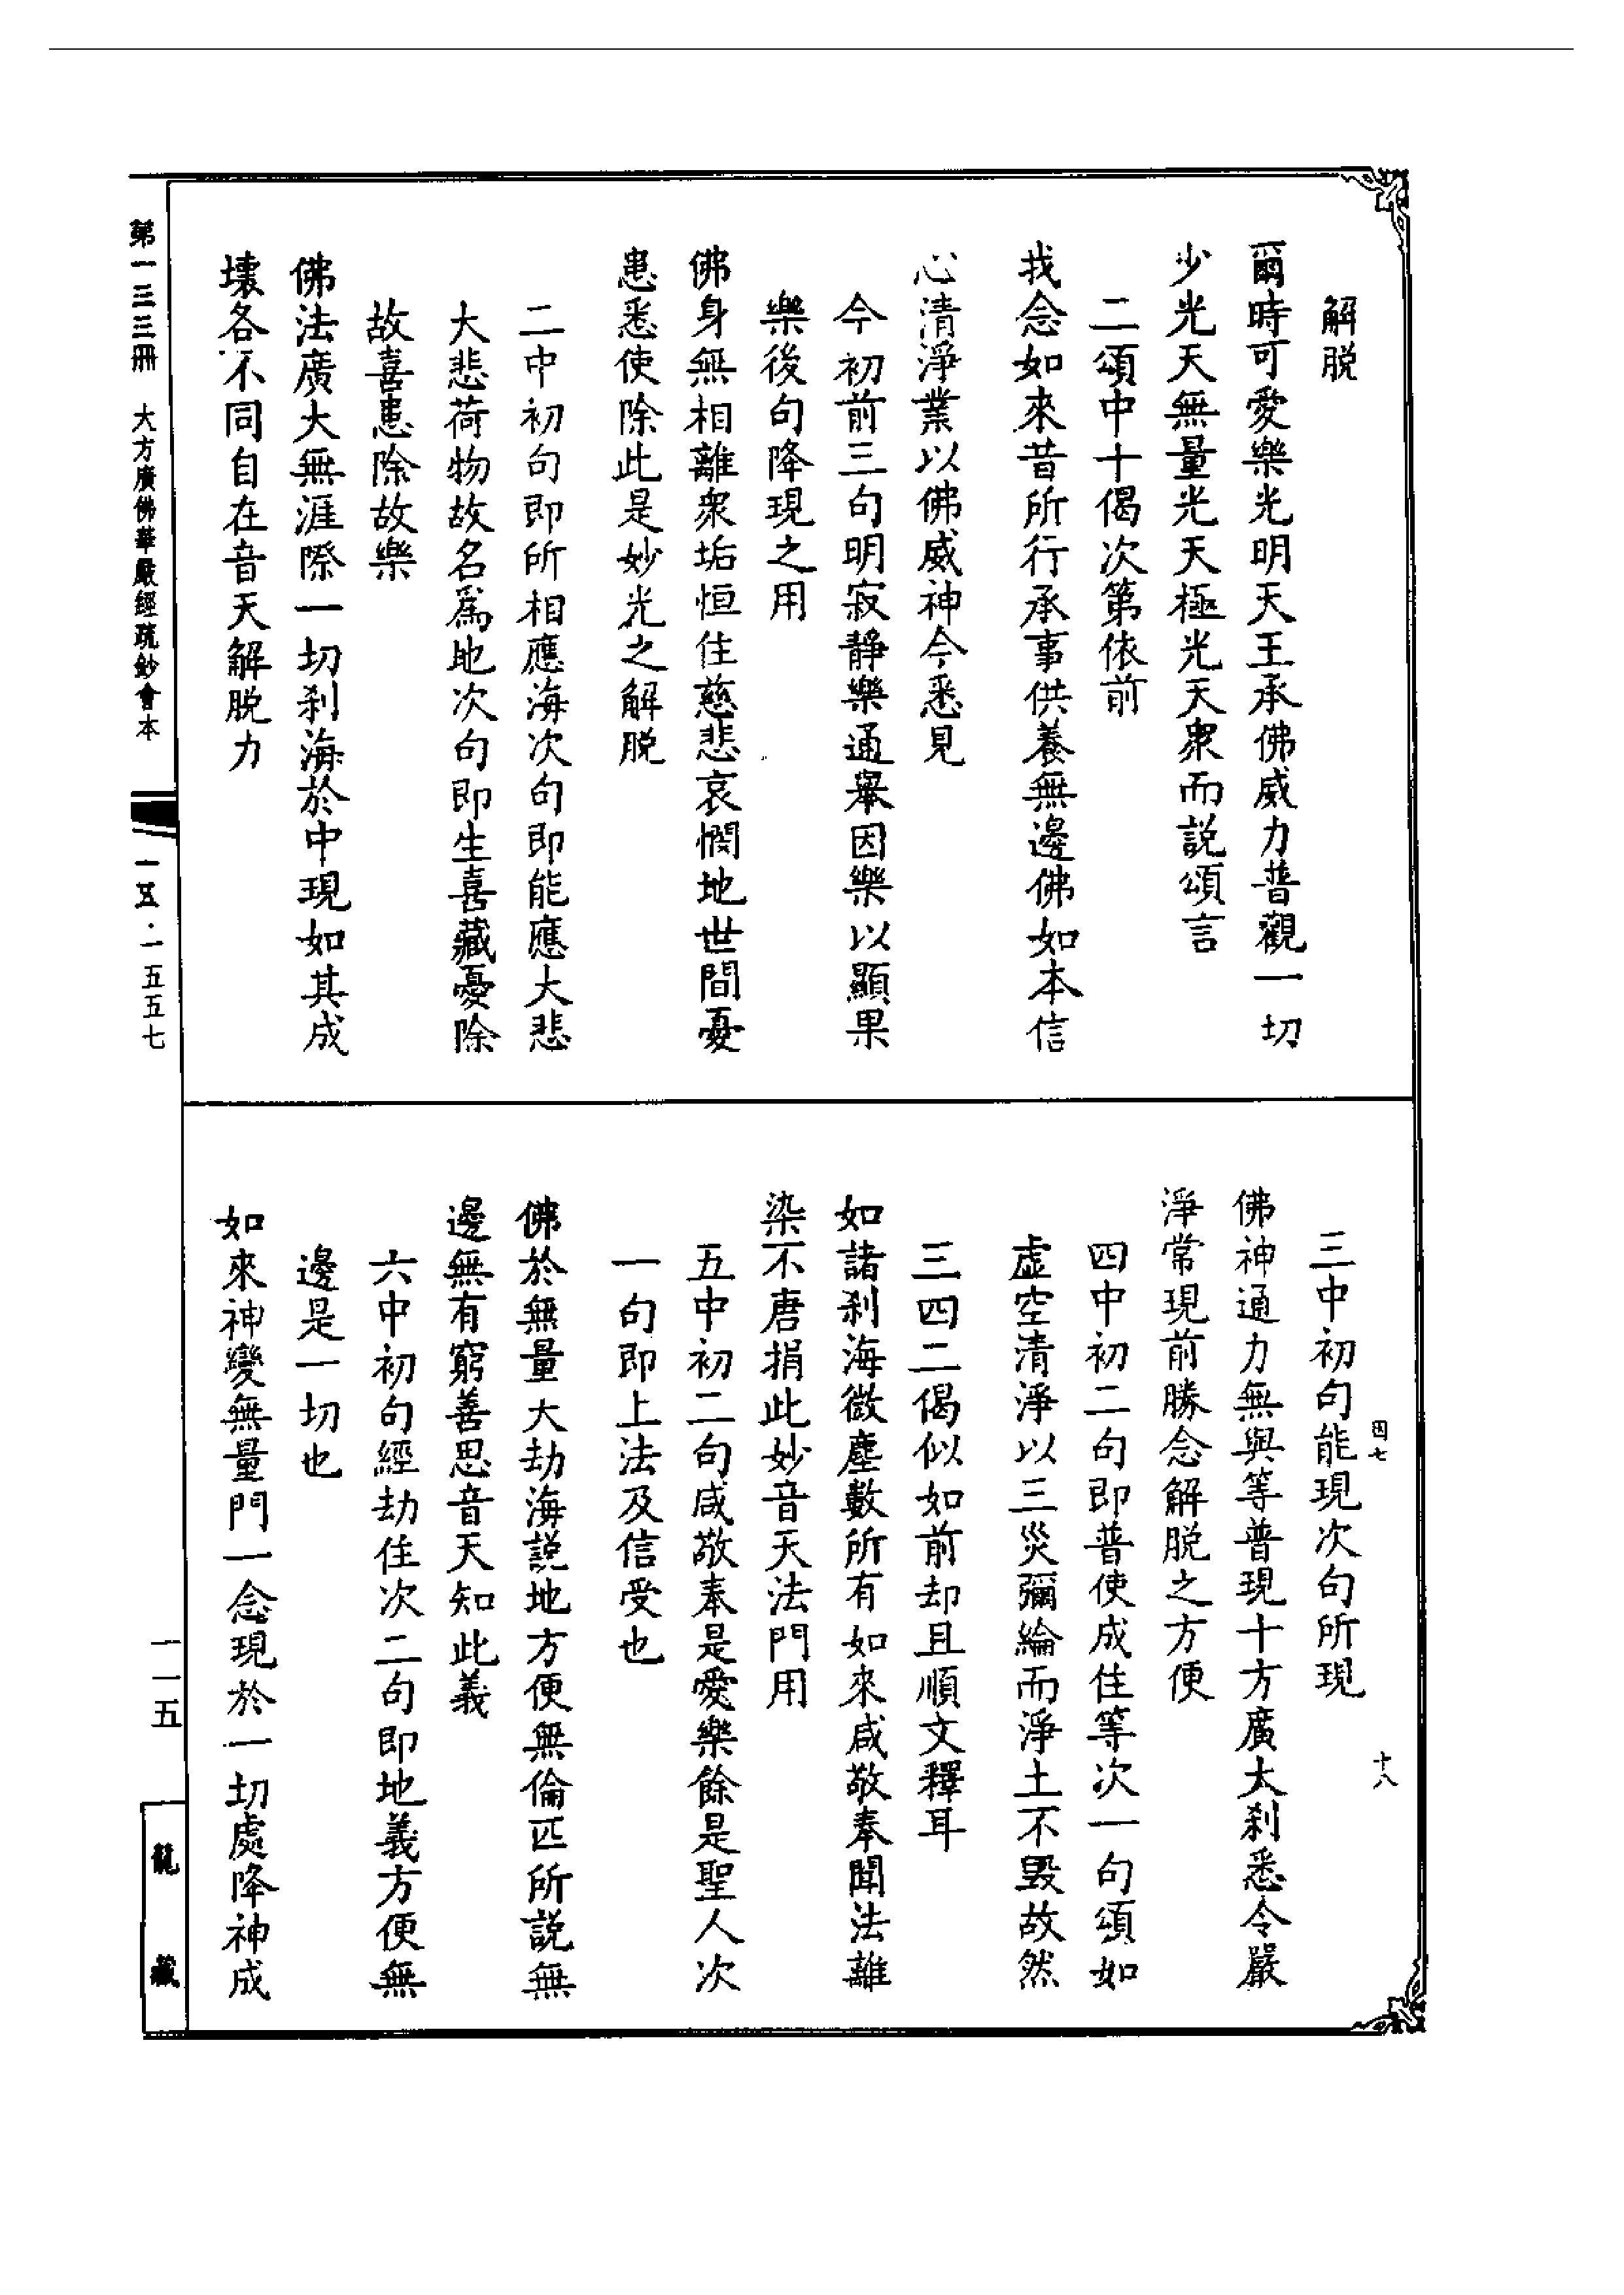 解脱
爾時可愛樂光明天王承佛威力普觀一切
少光天無量光天極光天衆而説頌言
二頌中十偈次第依前
我念如來昔所行承事供養無邊佛如本信
心清淨業以佛威神今悉見
今初前三句明寂靜樂通舉因樂以顯果
樂後句降現之用
佛身無相離衆垢恒住慈悲哀愍地世間憂
患悉使除此是妙光之解脱
二中初句即所相應海次句即能應大悲
大悲荷物故名爲地次句即生喜藏憂除
故喜患除故樂
佛法廣大無涯際一切刹海於中現如其成
壞各不同自在音天解脱力
三中初句能現次句所現
佛神通力無與等普現十方廣大刹悉令嚴
淨常現前勝念解脱之方便
四中初二句即普使成住等次一句頌如
虚空清淨以三災彌綸而淨土不毀故然
三四二偈似如前却且順文釋耳
如諸刹海微塵數所有如來咸敬奉聞法離
染不唐捐此妙音天法門用
五中初二句咸敬奉是愛樂餘是聖人次
一句即上法及信受也
佛於無量大劫海説地方便無倫匹所説無
邊無有窮善思音天知此義
六中初句經劫住次二句即地義方便無
邊是一切也
如來神變無量門一念現於一切處降神成
因七
十八
第一三三冊 大方廣佛華嚴經疏鈔會本
一五·一五五七
一一五
龍藏